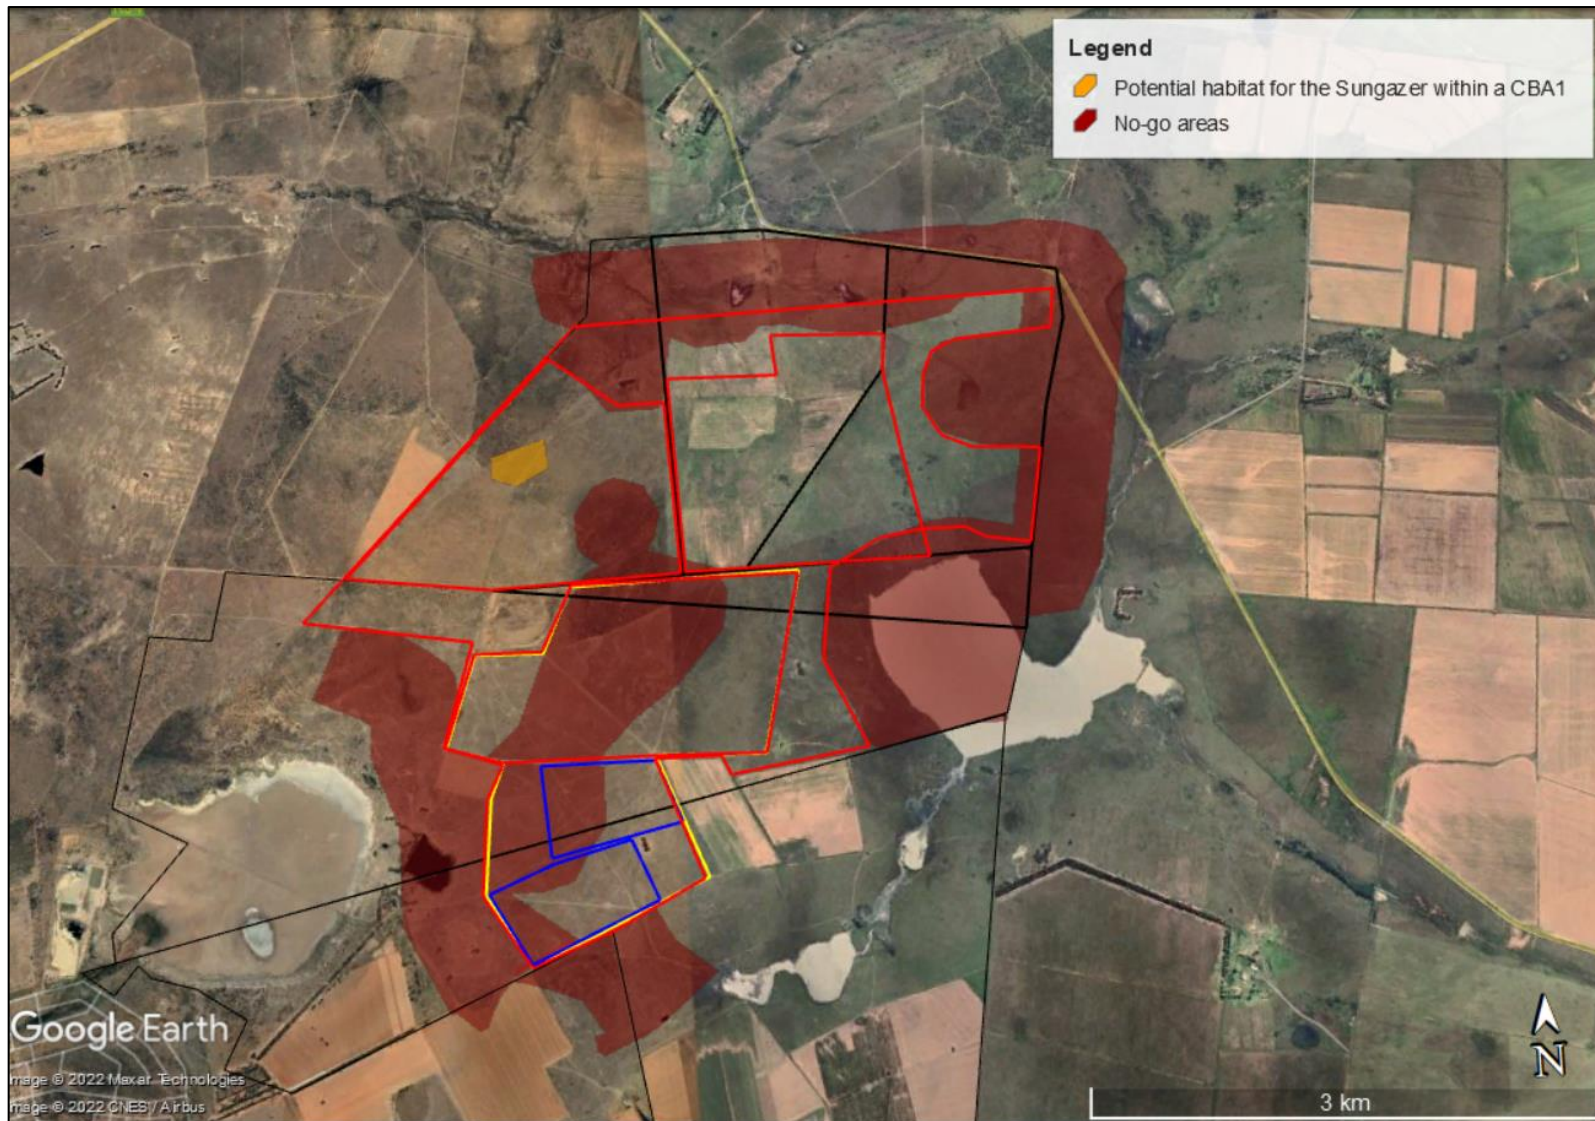 Legend
Potential habitat for the Sungazer within a CBA1
No-go areas
N
Google Earth
Image © 2022 Maxar Technologies
Image © 2022 CNES / Airbus
3 km